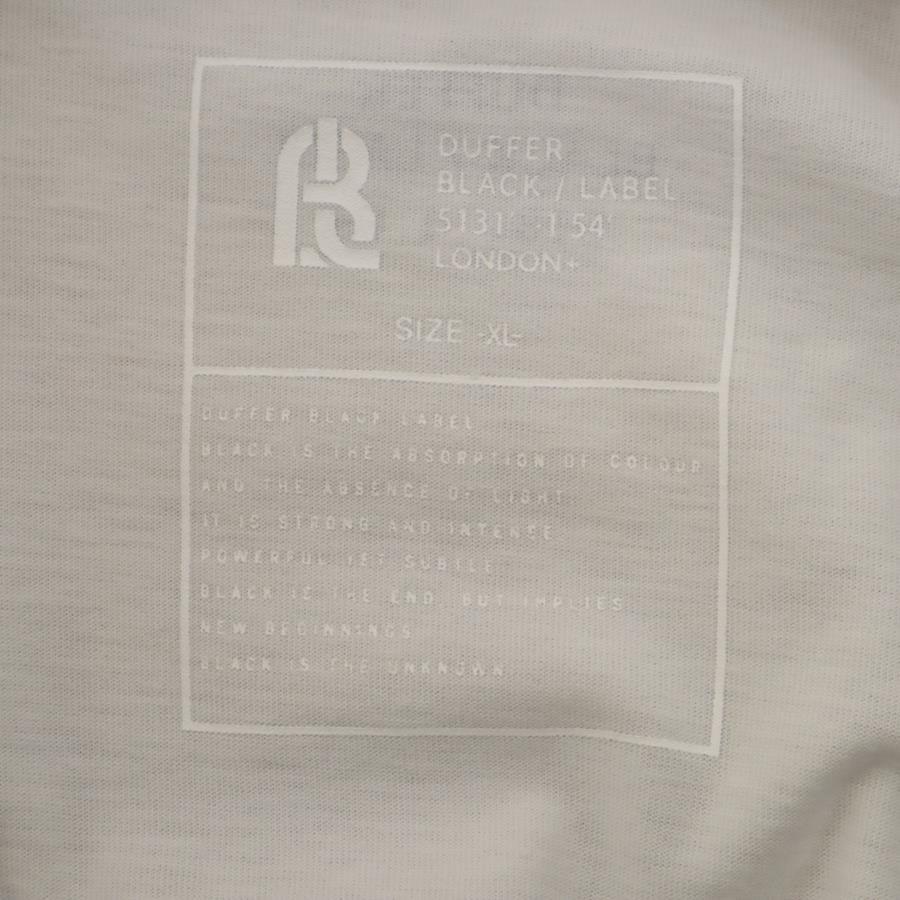 DUFFER
BLACK / LABEL
5131' -1 54'
LONDON+
SIZE -XL-
DUFFER BLACK LABEL
BLACK IS THE ABSORPTION OF COLOUR
AND THE ABSENCE OF LIGHT
IT IS STRONG AND INTENSE
POWERFUL YET SUBTLE
BLACK IS THE END, BUT IMPLIES
NEW BEGINNINGS
BLACK IS THE UNKNOWN